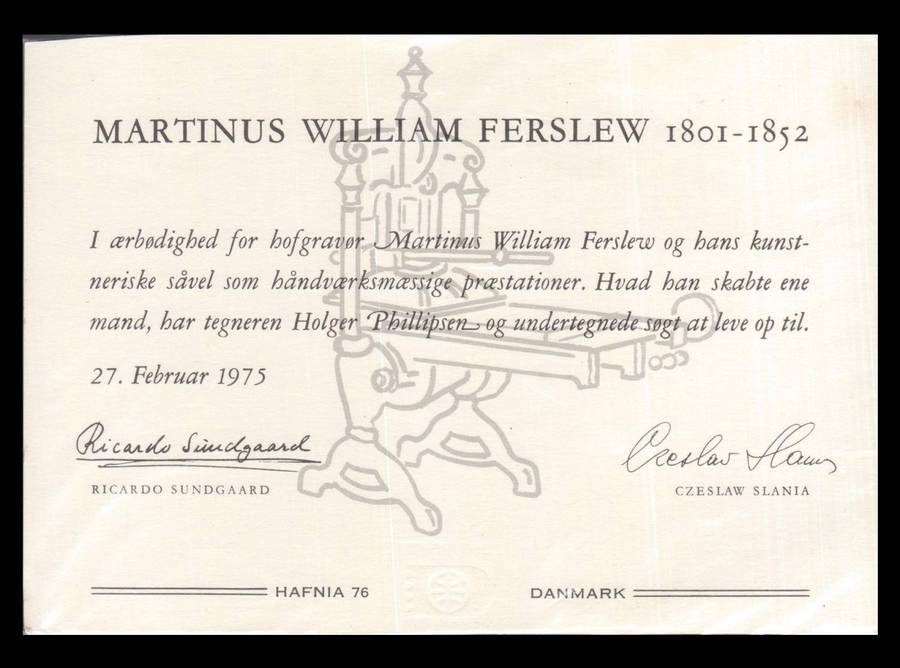 MARTINUS WILLIAM FERSLEW 1801-1852
I ærbødighed for hofgravør Martinus William Ferslew og hans kunst-
neriske såvel som håndværksmæssige præstationer. Hvad han skabte ene
mand, har tegneren Holger Phillipsen og undertegnede søgt at leve op til.
27. Februar 1975
Ricardo Sundgaard
Czeslaw Slania
RICARDO SUNDGAARD
CZESLAW SLANIA
HAFNIA 76
DANMARK